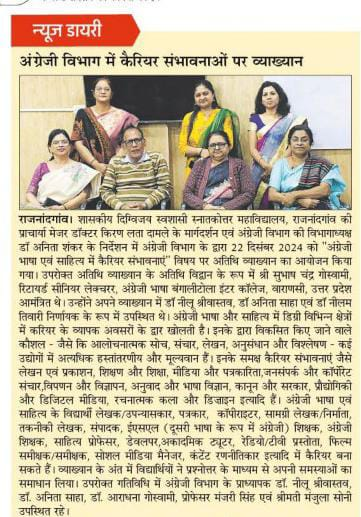 न्यूज डायरी
अंग्रेजी विभाग में कैरियर संभावनाओं पर व्याख्यान
राजनांदगांव। शासकीय दिग्विजय स्वशासी स्नातकोत्तर महाविद्यालय, राजनांदगांव की
प्राचार्या मेजर डॉक्टर किरण लता दामले के मार्गदर्शन एवं अंग्रेजी विभाग की विभागाध्यक्ष
डॉ अनिता शंकर के निर्देशन में अंग्रेजी विभाग के द्वारा 22 दिसंबर 2024 को "अंग्रेजी
भाषा एवं साहित्य में कैरियर संभावनाएं" विषय पर अतिथि व्याख्यान का आयोजन किया
गया। उपरोक्त अतिथि व्याख्यान के अतिथि विद्वान के रूप में श्री सुभाष चंद्र गोस्वामी,
रिटायर्ड सीनियर लेक्चरर, अंग्रेजी भाषा बंगालीटोला इंटर कॉलेज, वाराणसी, उत्तर प्रदेश
आमंत्रित थे। उन्होंने अपने व्याख्यान में डॉ नीलू श्रीवास्तव, डॉ अनिता साहा एवं डॉ नीलम
तिवारी निर्णायक के रूप में उपस्थित थे। अंग्रेजी भाषा और साहित्य में डिग्री विभिन्न क्षेत्रों
में करियर के व्यापक अवसरों के द्वार खोलती है। इनके द्वारा विकसित किए जाने वाले
कौशल - जैसे कि आलोचनात्मक सोच, संचार, लेखन, अनुसंधान और विश्लेषण - कई
उद्योगों में अत्यधिक हस्तांतरणीय और मूल्यवान हैं। इनके समक्ष कैरियर संभावनाएं जैसे
लेखन एवं प्रकाशन, शिक्षण और शिक्षा, मीडिया और पत्रकारिता,जनसंपर्क और कॉर्पोरेट
संचार,विपणन और विज्ञापन, अनुवाद और भाषा विज्ञान, कानून और सरकार, प्रौद्योगिकी
और डिजिटल मीडिया, रचनात्मक कला और डिजाइन इत्यादि हैं। अंग्रेजी भाषा एवं
साहित्य के विद्यार्थी लेखक/उपन्यासकार, पत्रकार, कॉपीराइटर, सामग्री लेखक/निर्माता,
तकनीकी लेखक, संपादक, ईएसएल (दूसरी भाषा के रूप में अंग्रेजी) शिक्षक, अंग्रेजी
शिक्षक, साहित्य प्रोफेसर, डेवलपर,अकादमिक ट्यूटर, रेडियो/टीवी प्रस्तोता, फिल्म
समीक्षक/समीक्षक, सोशल मीडिया मैनेजर, कंटेंट रणनीतिकार इत्यादि में कैरियर बना
सकते हैं। व्याख्यान के अंत में विद्यार्थियों ने प्रश्नोत्तर के माध्यम से अपनी समस्याओं का
समाधान लिया। उपरोक्त गतिविधि में अंग्रेजी विभाग के प्राध्यापक डॉ. नीलू श्रीवास्तव,
डॉ. अनिता साहा, डॉ. आराधना गोस्वामी, प्रोफेसर मंजरी सिंह एवं श्रीमती मंजुला सोनी
उपस्थित रहे।